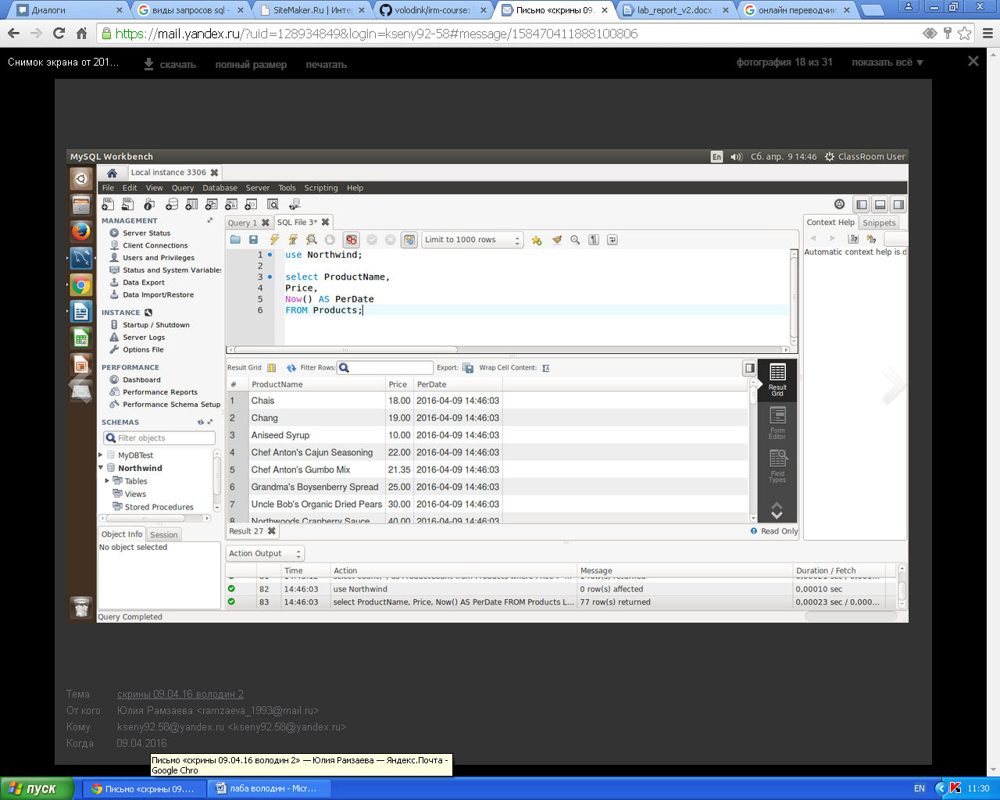 Диалоги
виды запросов sql -
SiteMaker.Ru | Инте
volodink/irm-course:
Письмо «скрины 09.
lab_report_v2.docx -
онлайн переводчик
https://mail.yandex.ru/?uid=128934849&login=kseny92-58#message/158470411888100806
Снимок экрана от 201...
скачать
полный размер
печатать
фотография 18 из 31
показать всё
MySQL Workbench
En
Сб. апр. 9 14:46
ClassRoom User
Local instance 3306
File Edit View Query Database Server Tools Scripting Help
MANAGEMENT
Server Status
Client Connections
Users and Privileges
Status and System Variables
Data Export
Data Import/Restore
INSTANCE
Startup / Shutdown
Server Logs
Options File
PERFORMANCE
Dashboard
Performance Reports
Performance Schema Setup
SCHEMAS
Filter objects
MyDBTest
Northwind
Tables
Views
Stored Procedures
Object Info
Session
No object selected
Query 1
SQL File 3*
Limit to 1000 rows
1 use Northwind;
2
3 select ProductName,
4 Price,
5 Now() AS PerDate
6 FROM Products;
Context Help
Snippets
Automatic context help is d
Result Grid
Filter Rows:
Export:
Wrap Cell Content:
# ProductName Price PerDate
1 Chais 18.00 2016-04-09 14:46:03
2 Chang 19.00 2016-04-09 14:46:03
3 Aniseed Syrup 10.00 2016-04-09 14:46:03
4 Chef Anton's Cajun Seasoning 22.00 2016-04-09 14:46:03
5 Chef Anton's Gumbo Mix 21.35 2016-04-09 14:46:03
6 Grandma's Boysenberry Spread 25.00 2016-04-09 14:46:03
7 Uncle Bob's Organic Dried Pears 30.00 2016-04-09 14:46:03
8 Northwoods Cranberry Sauce 40.00 2016-04-09 14:46:03
Result Grid
Form Editor
Field Types
Result 27
Read Only
Action Output
Time Action Message Duration / Fetch
82 14:46:03 use Northwind 0 row(s) affected 0,00010 sec
83 14:46:03 select ProductName, Price, Now() AS PerDate FROM Products L... 77 row(s) returned 0,00023 sec / 0,000...
Query Completed
Тема скрины 09.04.16 володин 2
От кого Юлия Рамзаева <ramzaeva_1993@mail.ru>
Кому kseny92.58@yandex.ru <kseny92.58@yandex.ru>
Когда 09.04.2016
Письмо «скрины 09.04.16 володин 2» — Юлия Рамзаева — Яндекс.Почта -
Google Chro
пуск
Письмо «скрины 09....
лаба володин - Micr...
EN
11:30